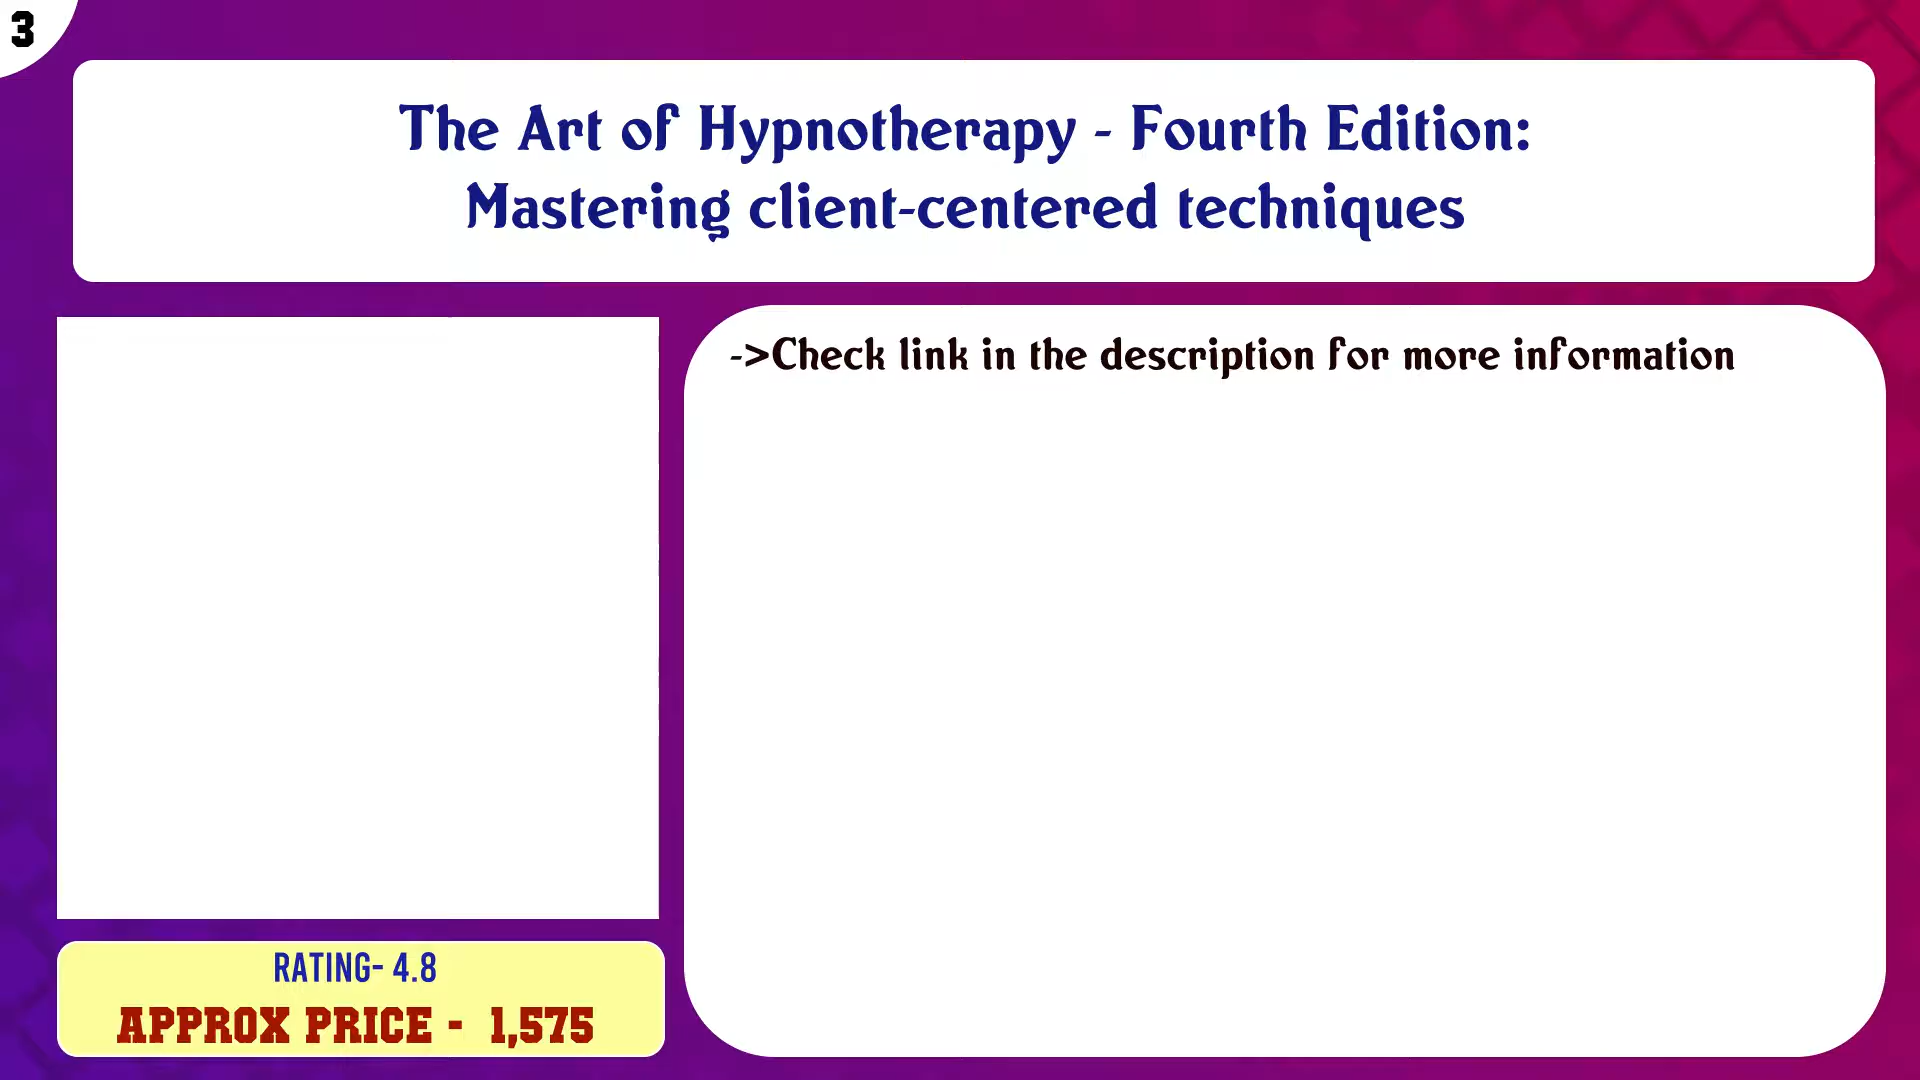 3
The Art of Hypnotherapy - Fourth Edition:
Mastering client-centered techniques
->Check link in the description for more information
RATING- 4.8
APPROX PRICE - 1,575